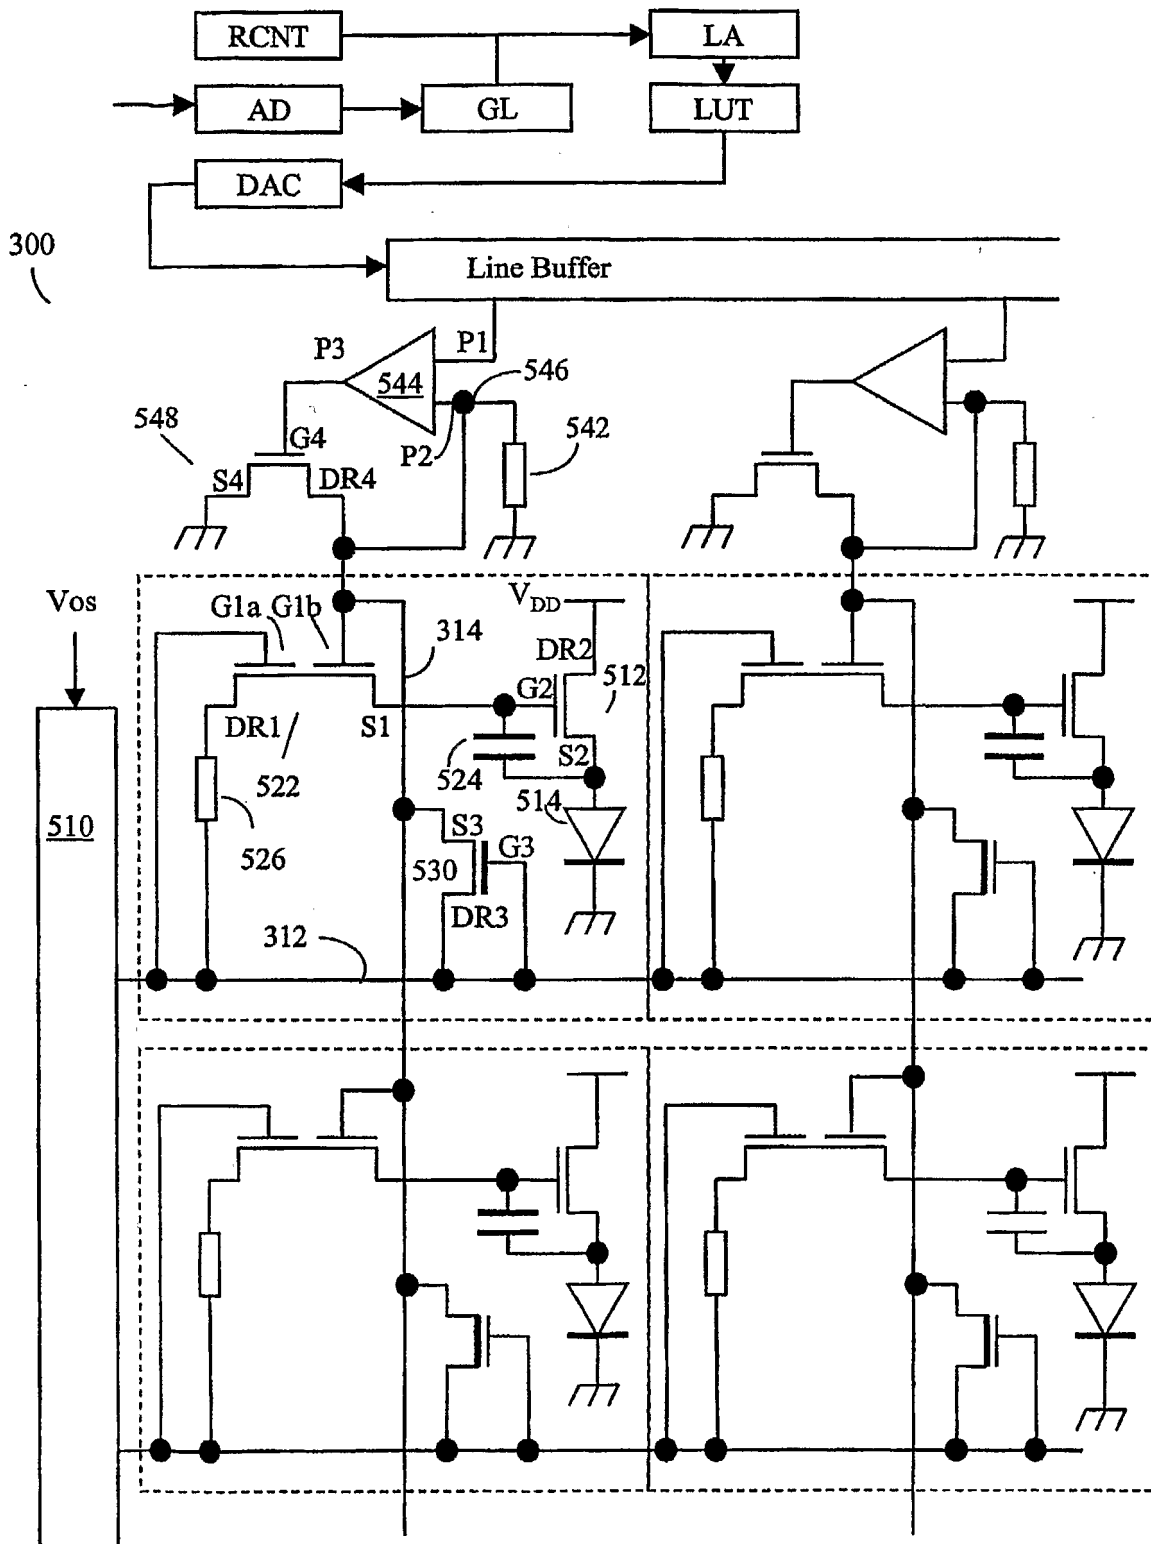 RCNT
LA
AD
GL
LUT
DAC
300
Line Buffer
P3
P1
544
546
548
G4
P2
542
S4
DR4
Vos
G1a G1b
VDD
314
DR2
G2
512
DR1
S1
S2
522
524
514
510
526
S3
G3
530
DR3
312